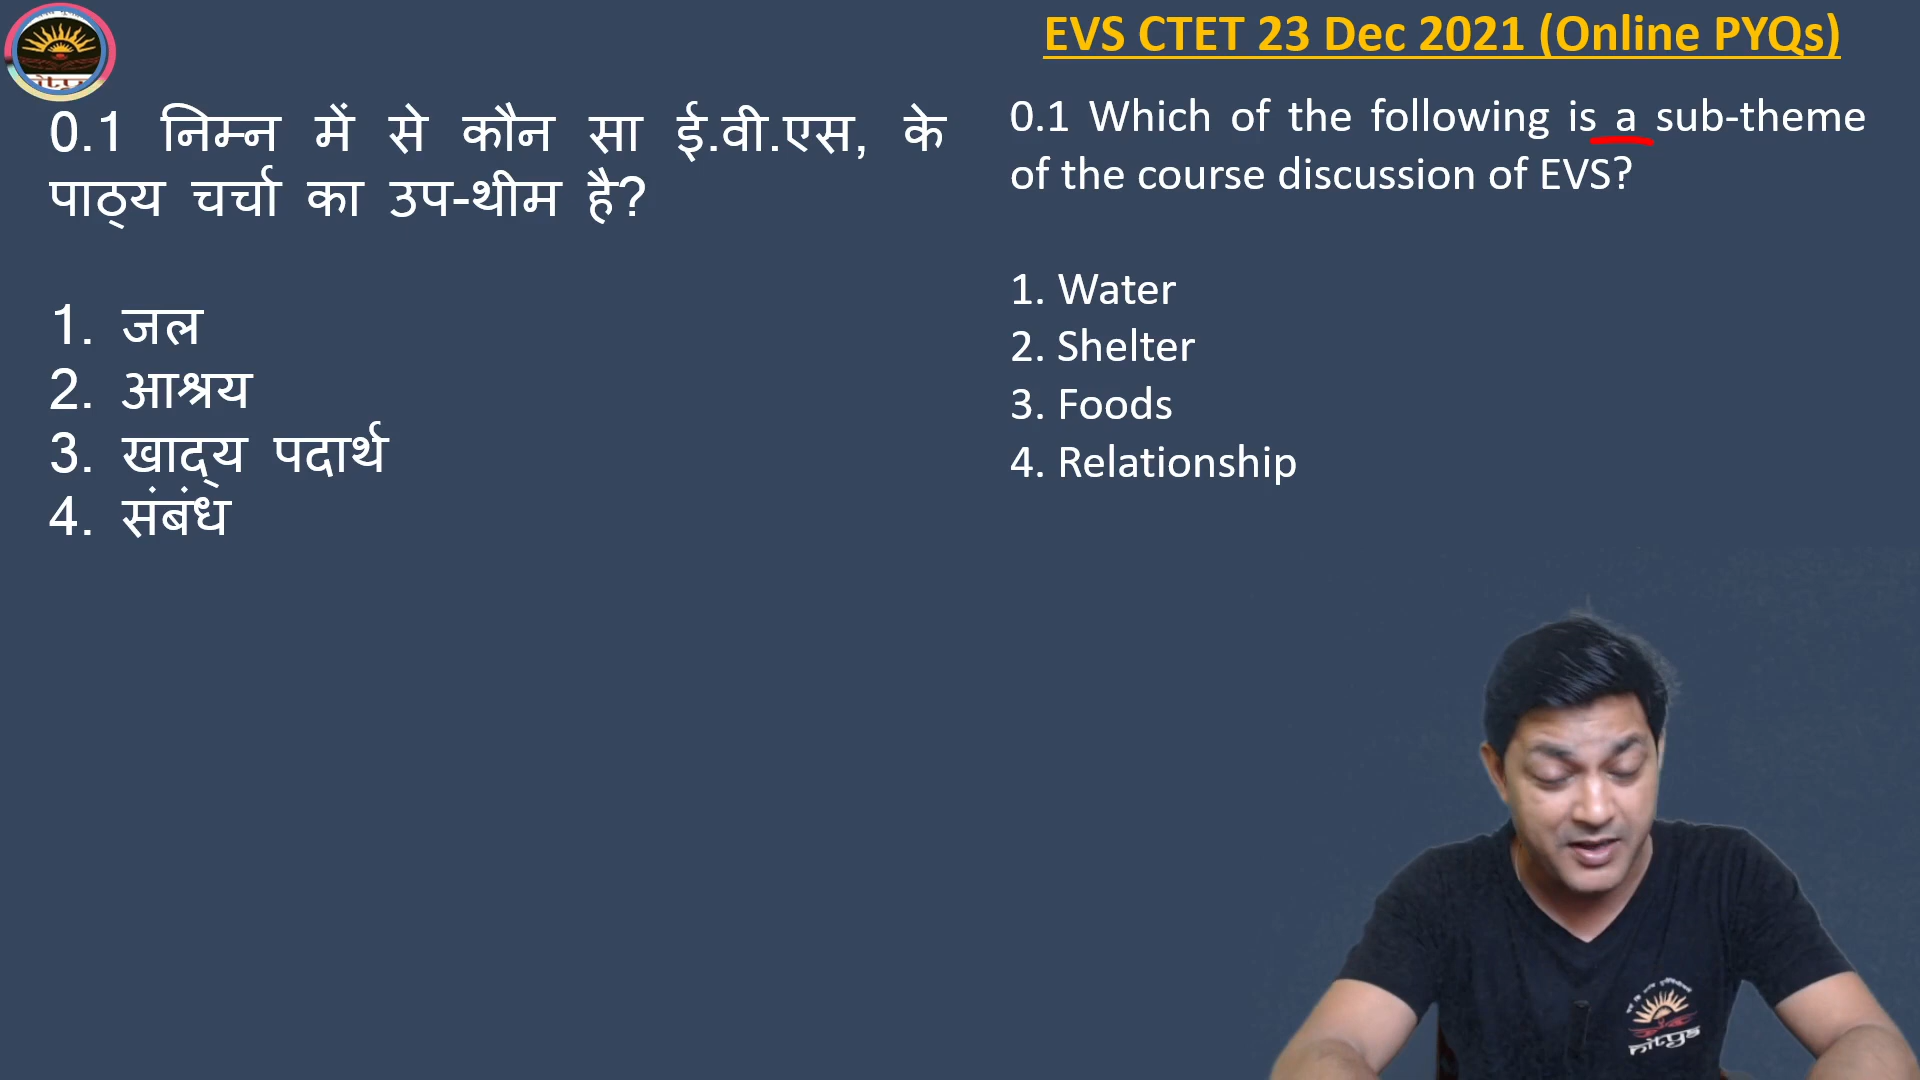 EVS CTET 23 Dec 2021 (Online PYQs)
0.1 निम्न में से कौन सा ई.वी.एस, के
पाठ्य चर्चा का उप-थीम है?
1. जल
2. आश्रय
3. खाद्य पदार्थ
4. संबंध
0.1 Which of the following is a sub-theme
of the course discussion of EVS?
1. Water
2. Shelter
3. Foods
4. Relationship
nitys